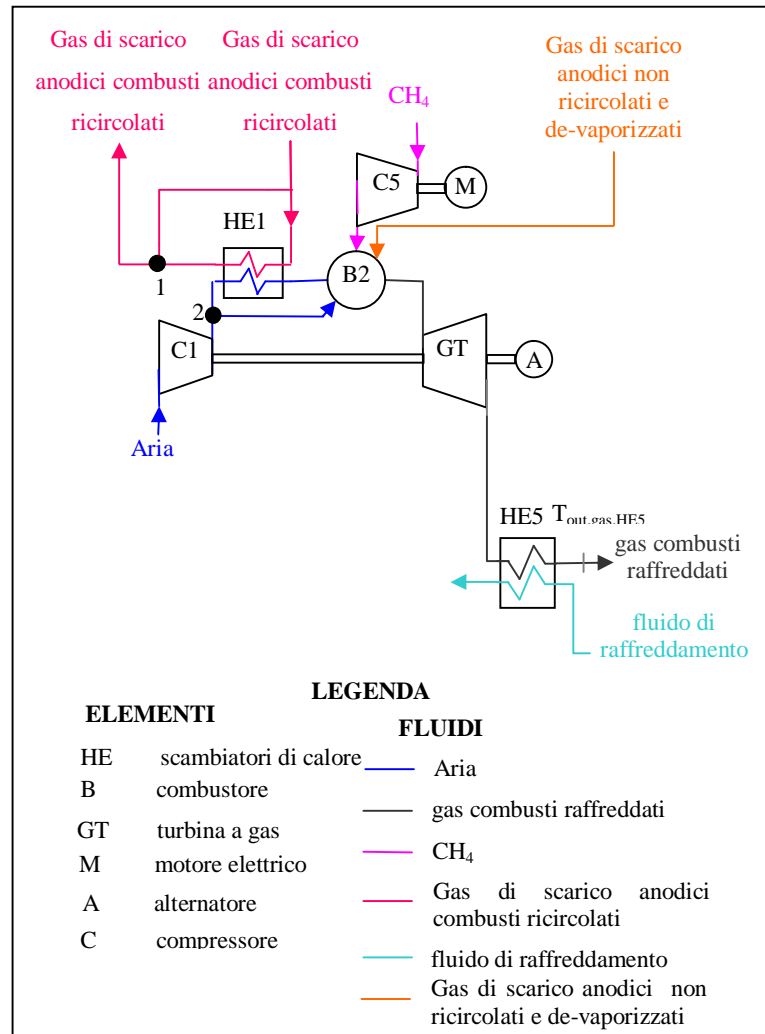 Gas di scarico
anodici combusti
ricircolati
Gas di scarico
anodici combusti
ricircolati
CH₄
Gas di scarico
anodici non
ricircolati e
de-vaporizzati
C5
M
HE1
B2
1
2
C1
GT
A
Aria
HE5
T_out,gas,HE5
gas combusti
raffreddati
fluido di
raffreddamento
LEGENDA
ELEMENTI
HE scambiatori di calore
B combustore
GT turbina a gas
M motore elettrico
A alternatore
C compressore
FLUIDI
Aria
gas combusti raffreddati
CH₄
Gas di scarico anodici
combusti ricircolati
fluido di raffreddamento
Gas di scarico anodici non
ricircolati e de-vaporizzati